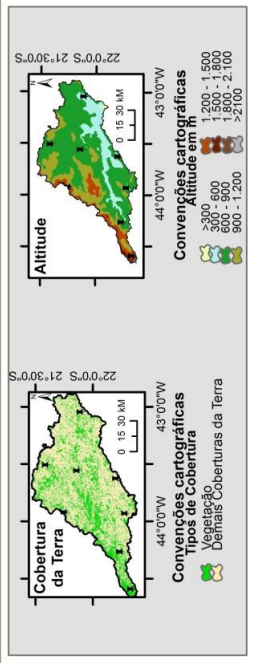 Cobertura
da Terra
N
21°30'0"S
22°0'0"S
44°0'0"W
43°0'0"W
0 15 30 KM
Convenções cartográficas
Tipos de Cobertura
Vegetação
Demais Coberturas da Terra
Altitude
N
21°30'0"S
22°0'0"S
44°0'0"W
43°0'0"W
0 15 30 KM
Convenções cartográficas
Altitude em m
>300
300 - 600
600 - 900
900 - 1.200
1.200 - 1.500
1.500 - 1.800
1.800 - 2.100
>2100